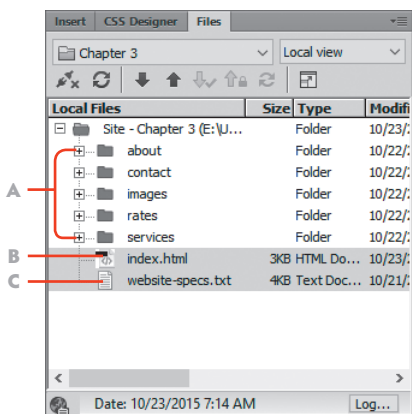 Insert CSS Designer Files
Chapter 3 Local view
Local Files Size Type Modifi
Site - Chapter 3 (E:\U... Folder 10/23/2
about Folder 10/22/
contact Folder 10/22/
A
images Folder 10/22/
rates Folder 10/22/
services Folder 10/22/
B index.html 3KB HTML Do... 10/23/
C website-specs.txt 4KB Text Doc... 10/21/
Date: 10/23/2015 7:14 AM Log...